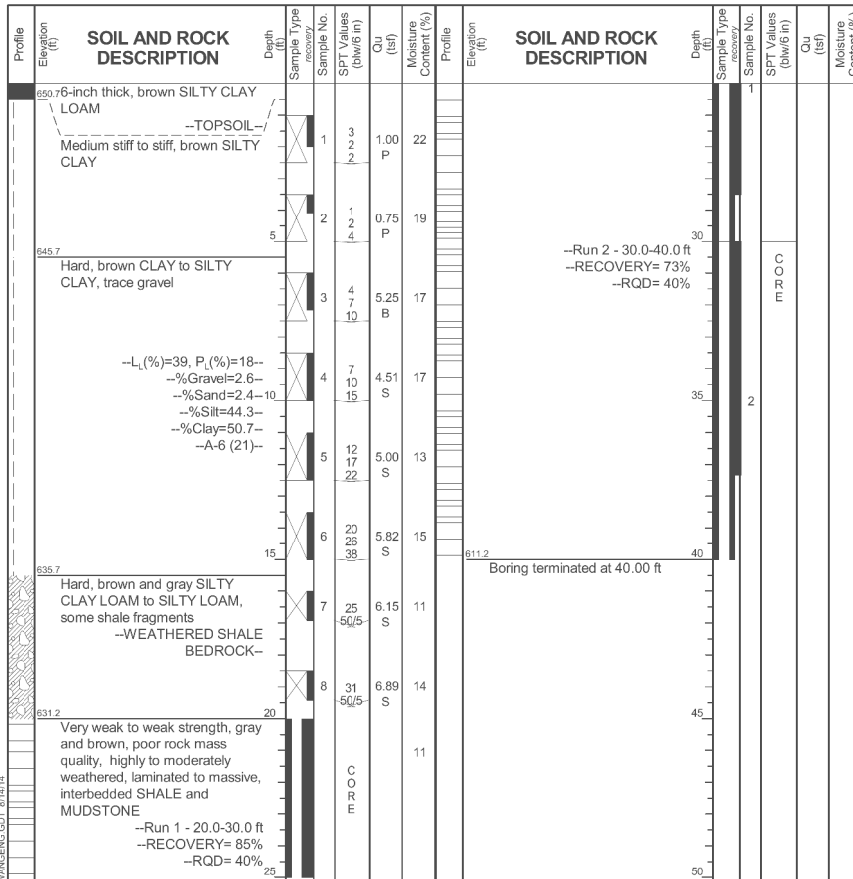 Profile
Elevation (ft)
SOIL AND ROCK
DESCRIPTION
Depth (ft)
Sample Type
recovery
Sample No.
SPT Values (blw/6 in)
Qu (tsf)
Moisture Content (%)
Profile
Elevation (ft)
SOIL AND ROCK
DESCRIPTION
Depth (ft)
Sample Type
recovery
Sample No.
SPT Values (blw/6 in)
Qu (tsf)
Moisture Content (%)
650.7 6-inch thick, brown SILTY CLAY
LOAM
--TOPSOIL--
Medium stiff to stiff, brown SILTY
CLAY
1
3
2
2
1.00
P
22
2
1
2
4
0.75
P
19
5
645.7
Hard, brown CLAY to SILTY
CLAY, trace gravel
3
4
7
10
5.25
B
17
--LL(%)=39, PL(%)=18--
--%Gravel=2.6--
--%Sand=2.4-- 10
--%Silt=44.3--
--%Clay=50.7--
--A-6 (21)--
4
7
10
15
4.51
S
17
5
12
17
22
5.00
S
13
6
20
26
38
5.82
S
15
15
635.7
Hard, brown and gray SILTY
CLAY LOAM to SILTY LOAM,
some shale fragments
--WEATHERED SHALE
BEDROCK--
7
25
50/5
6.15
S
11
8
31
50/5
6.89
S
14
631.2
20
Very weak to weak strength, gray
and brown, poor rock mass
quality, highly to moderately
weathered, laminated to massive,
interbedded SHALE and
MUDSTONE
--Run 1 - 20.0-30.0 ft
--RECOVERY= 85%
--RQD= 40%
25
C
O
R
E
11
1
30
--Run 2 - 30.0-40.0 ft
--RECOVERY= 73%
--RQD= 40%
C
O
R
E
35
2
611.2
40
Boring terminated at 40.00 ft
45
50
WANGENG.GDT 8/14/14